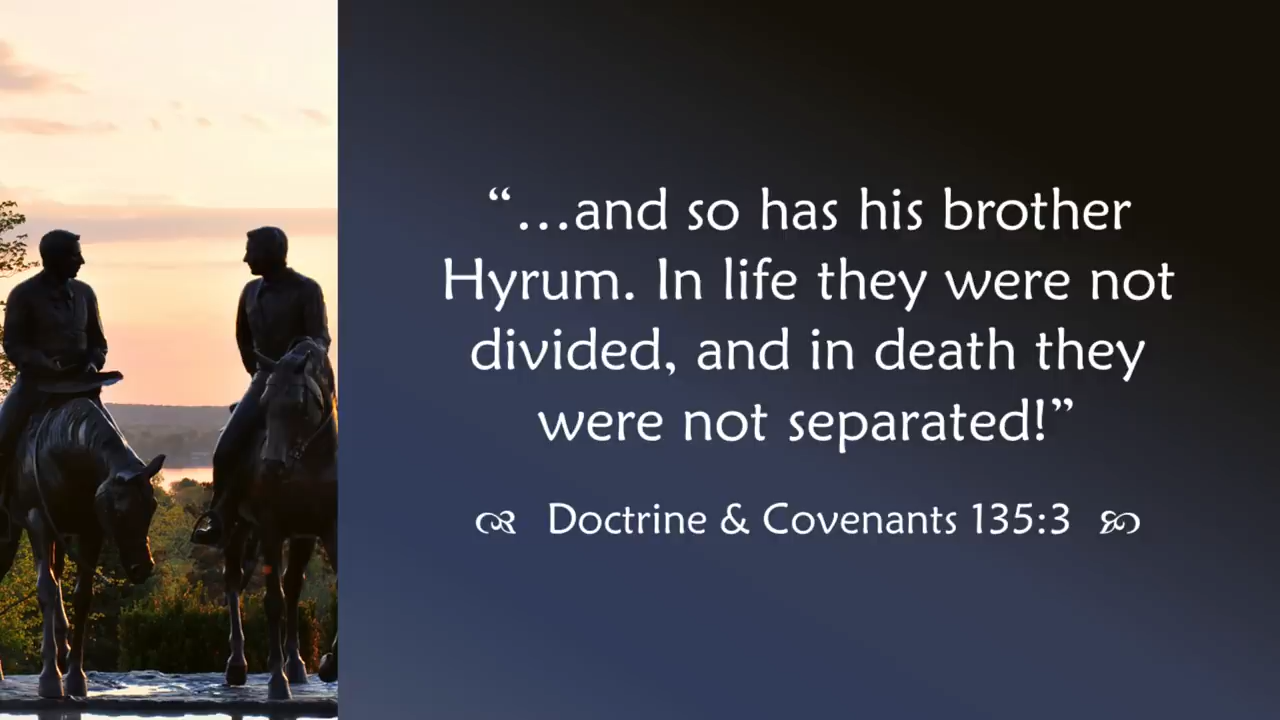 “…and so has his brother
Hyrum. In life they were not
divided, and in death they
were not separated!”
Doctrine & Covenants 135:3